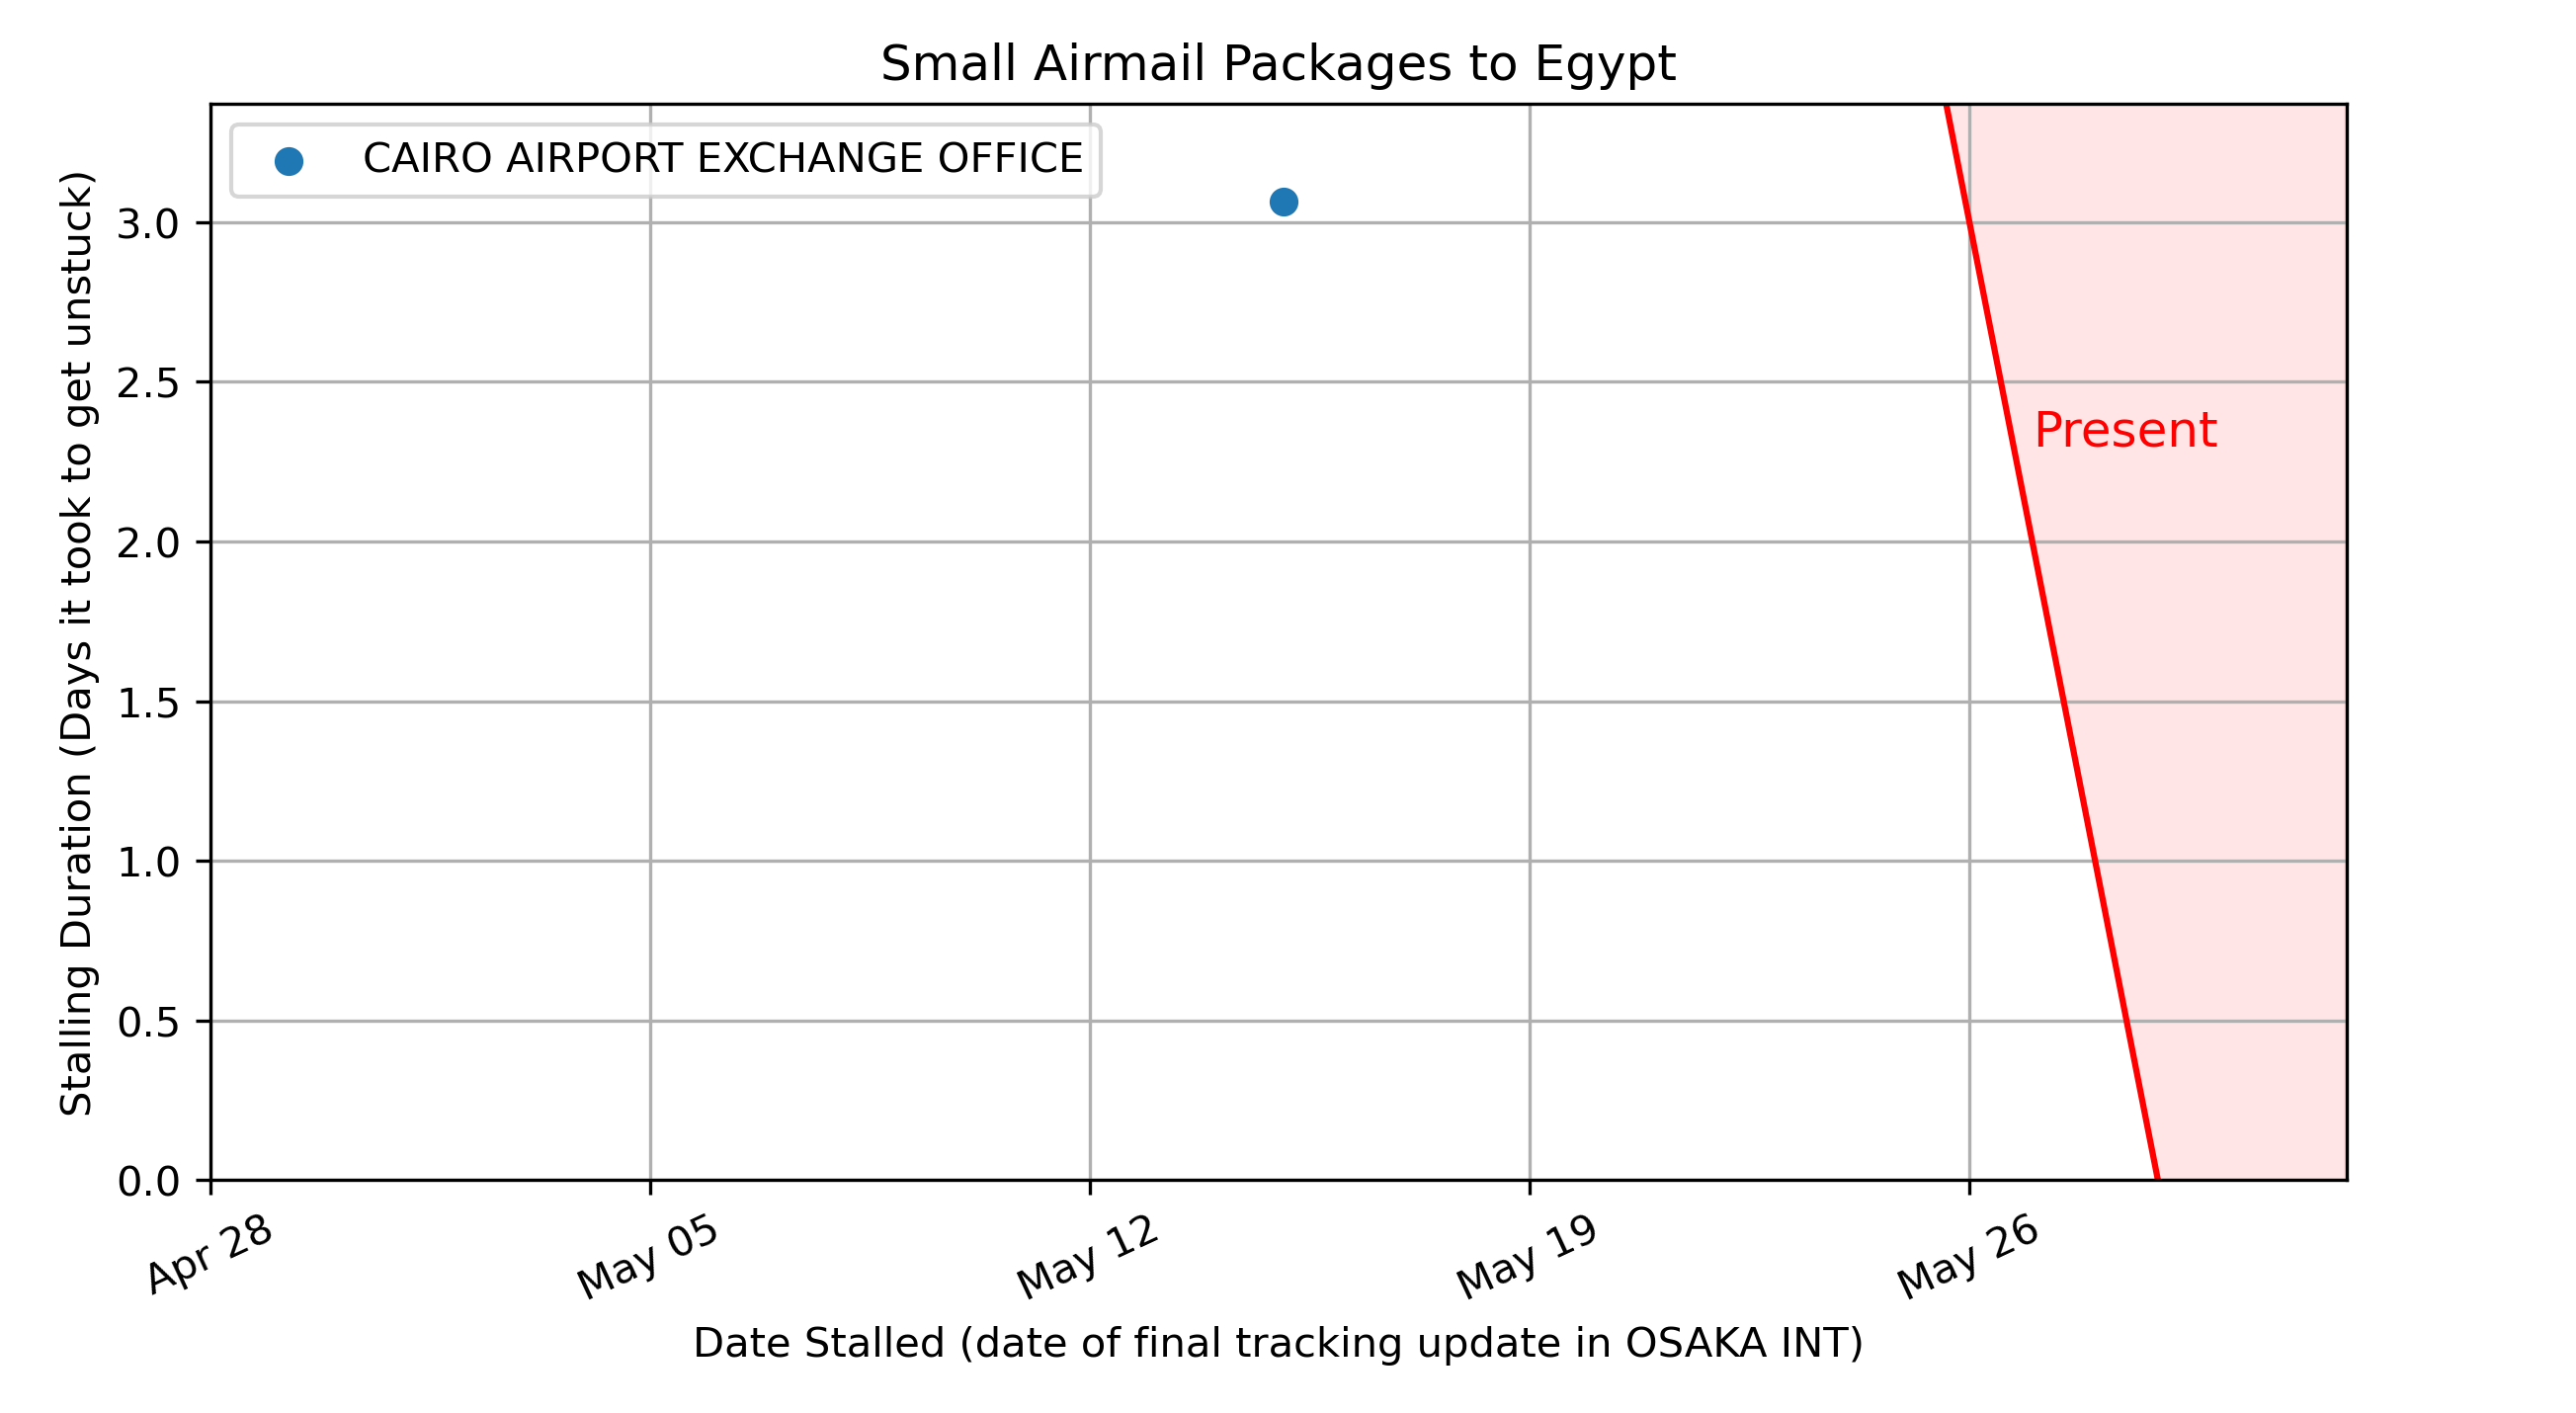 Small Airmail Packages to Egypt
CAIRO AIRPORT EXCHANGE OFFICE
Stalling Duration (Days it took to get unstuck)
3.0
2.5
2.0
1.5
1.0
0.5
0.0
Present
Apr 28
May 05
May 12
May 19
May 26
Date Stalled (date of final tracking update in OSAKA INT)